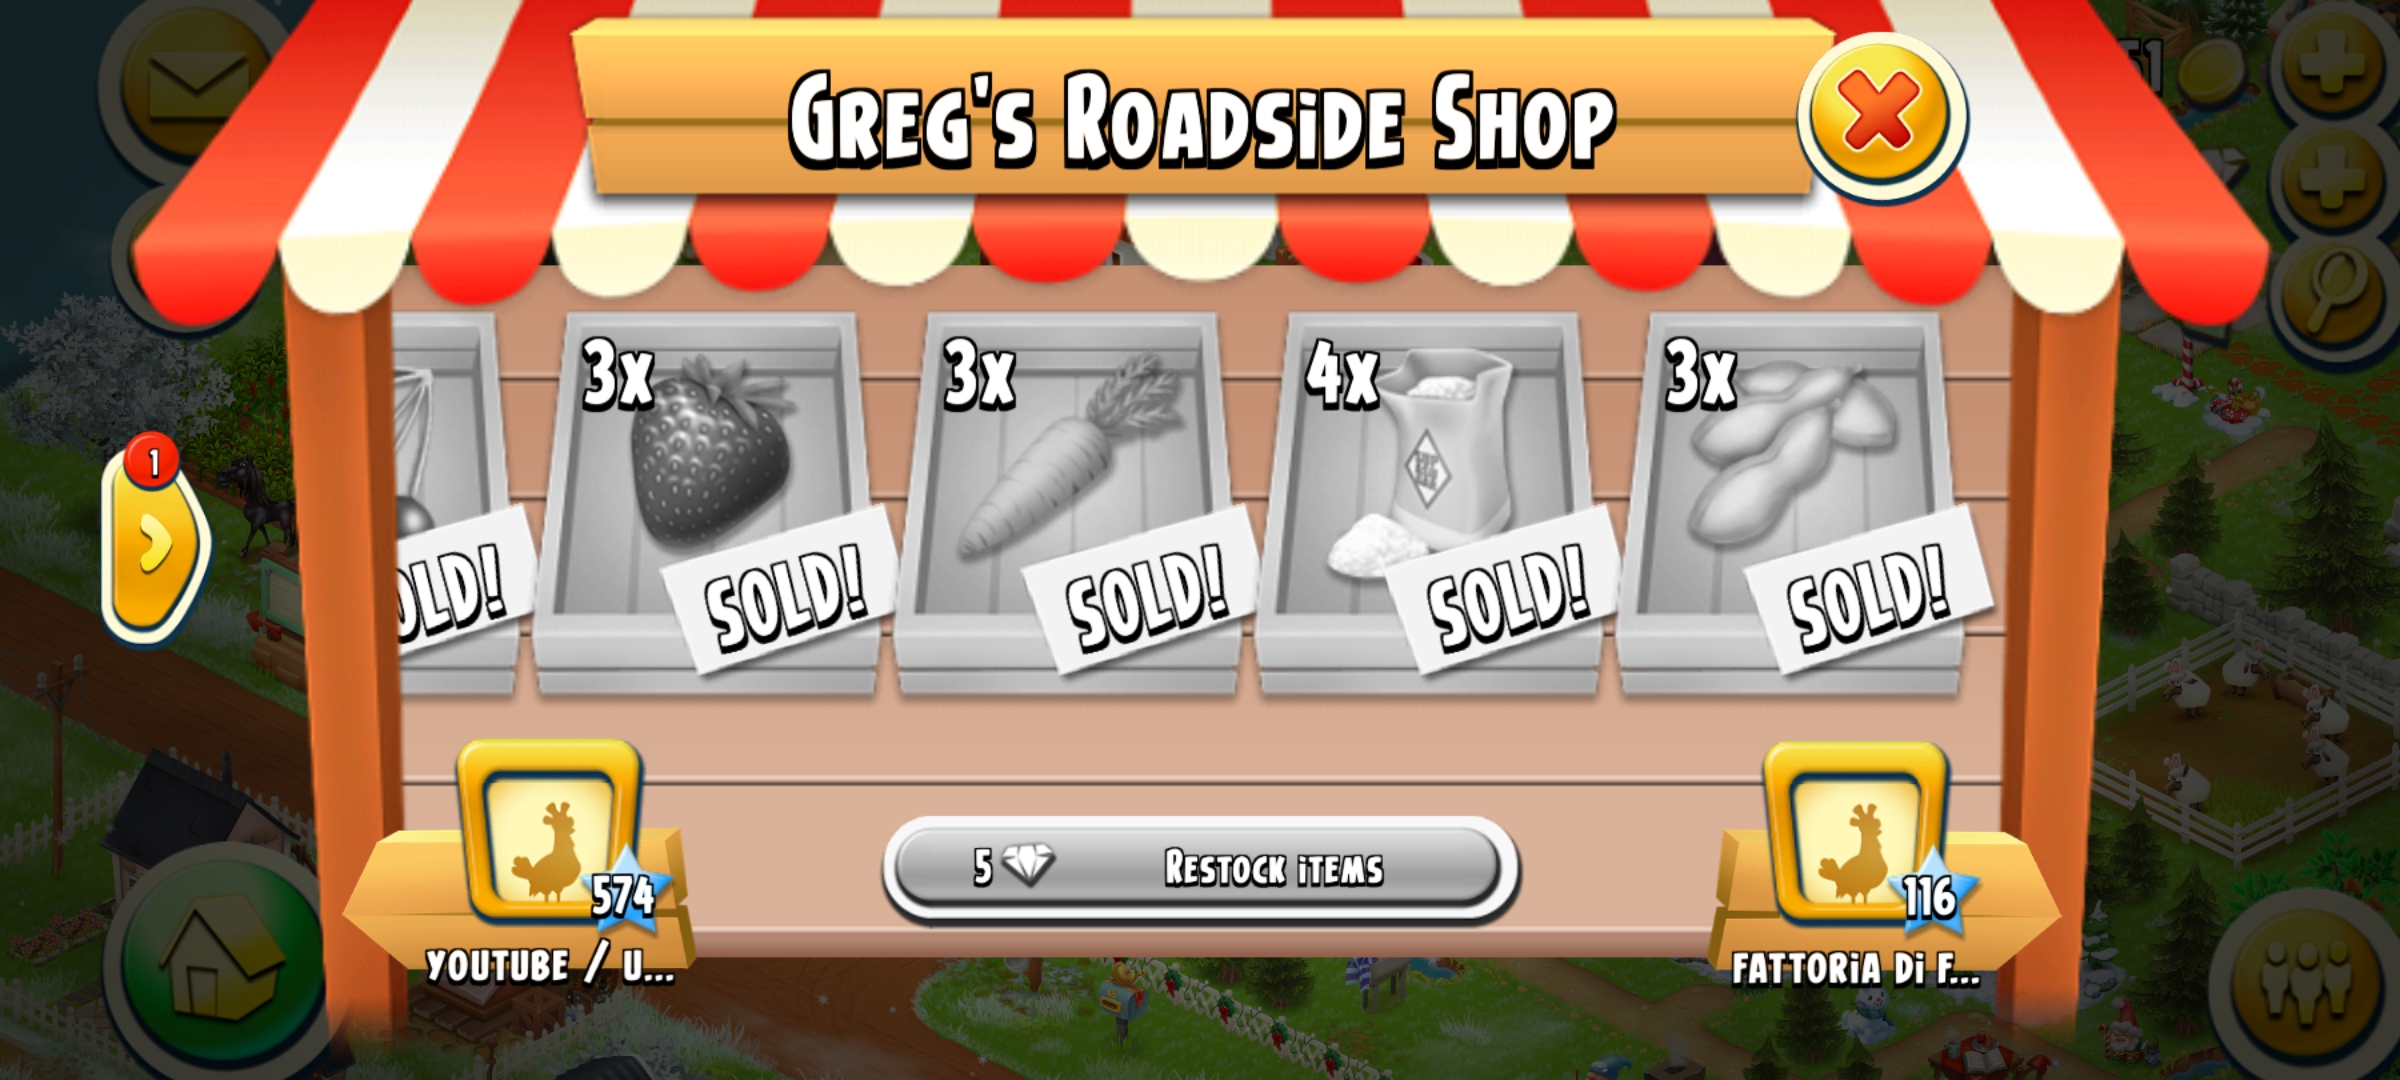 GREG'S ROADSIDE SHOP
3x
3x
4x
3x
OLD!
SOLD!
SOLD!
SOLD!
SOLD!
1
5 RESTOCK ITEMS
574
116
YOUTUBE / U...
FATTORIA DI F...
51